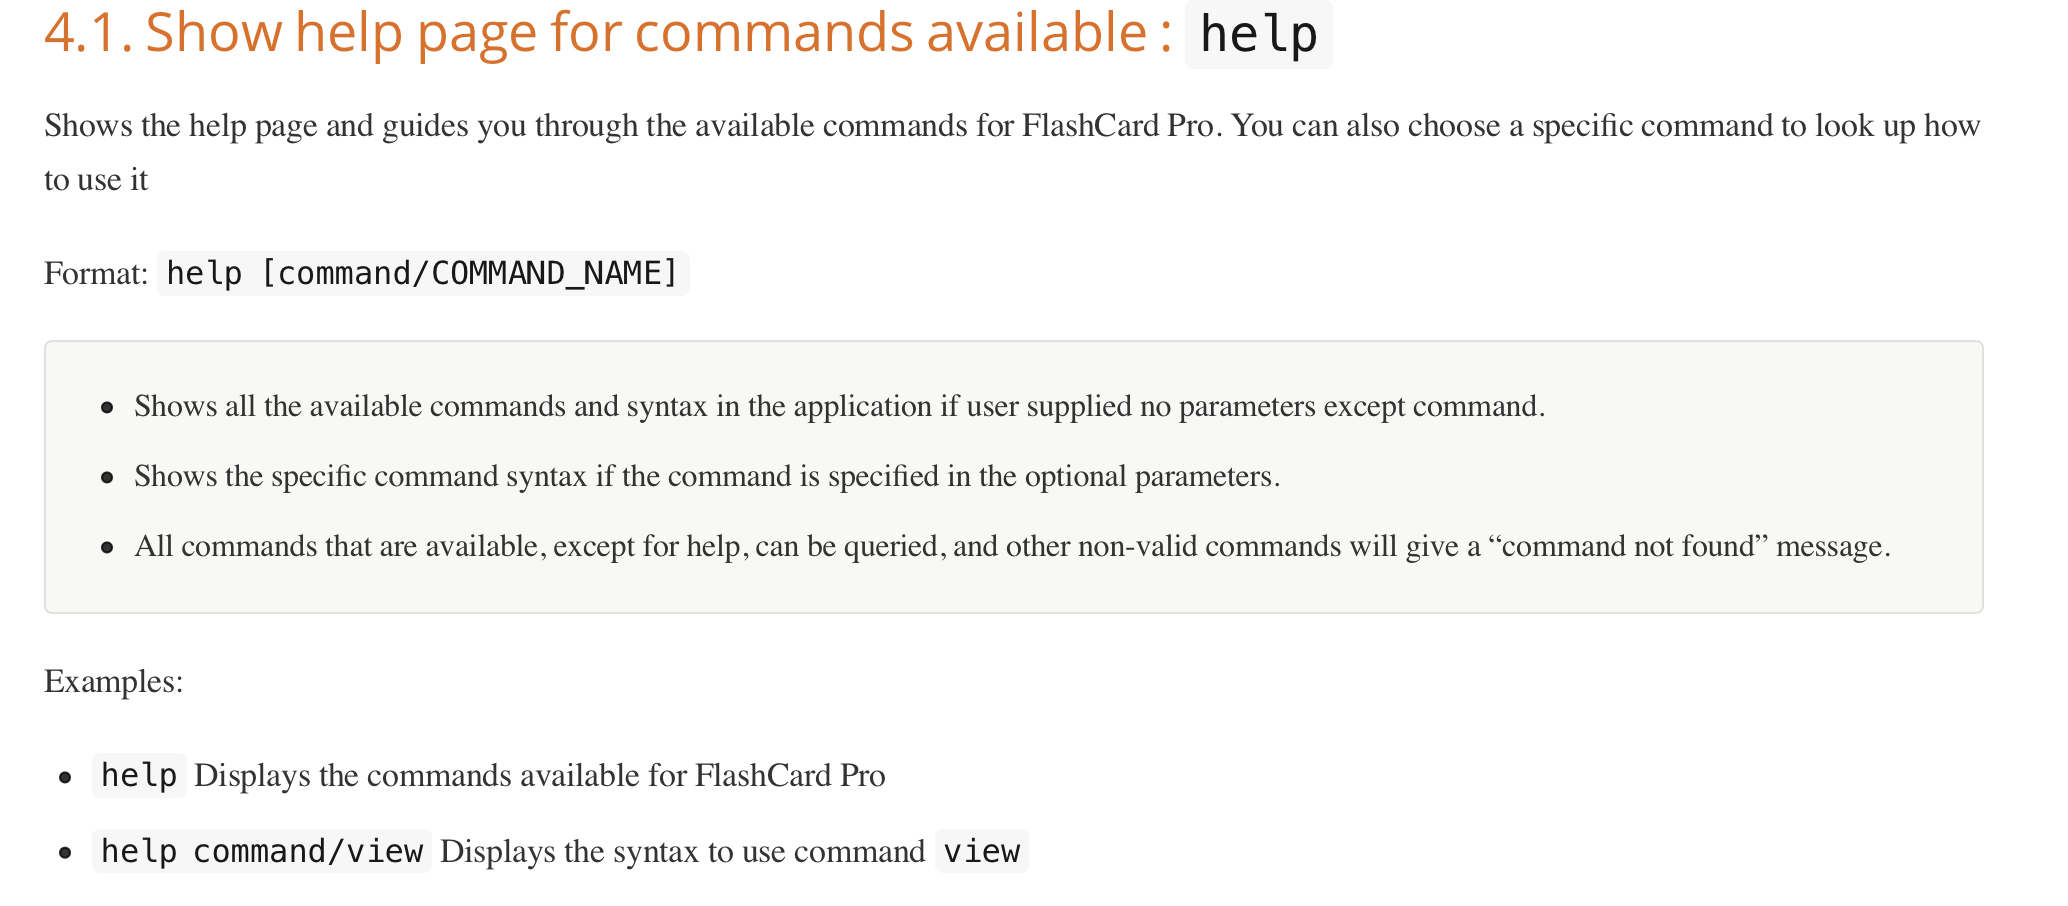 4.1. Show help page for commands available : help
Shows the help page and guides you through the available commands for FlashCard Pro. You can also choose a specific command to look up how
to use it
Format: help [command/COMMAND_NAME]
• Shows all the available commands and syntax in the application if user supplied no parameters except command.
• Shows the specific command syntax if the command is specified in the optional parameters.
• All commands that are available, except for help, can be queried, and other non-valid commands will give a “command not found” message.
Examples:
• help Displays the commands available for FlashCard Pro
• help command/view Displays the syntax to use command view